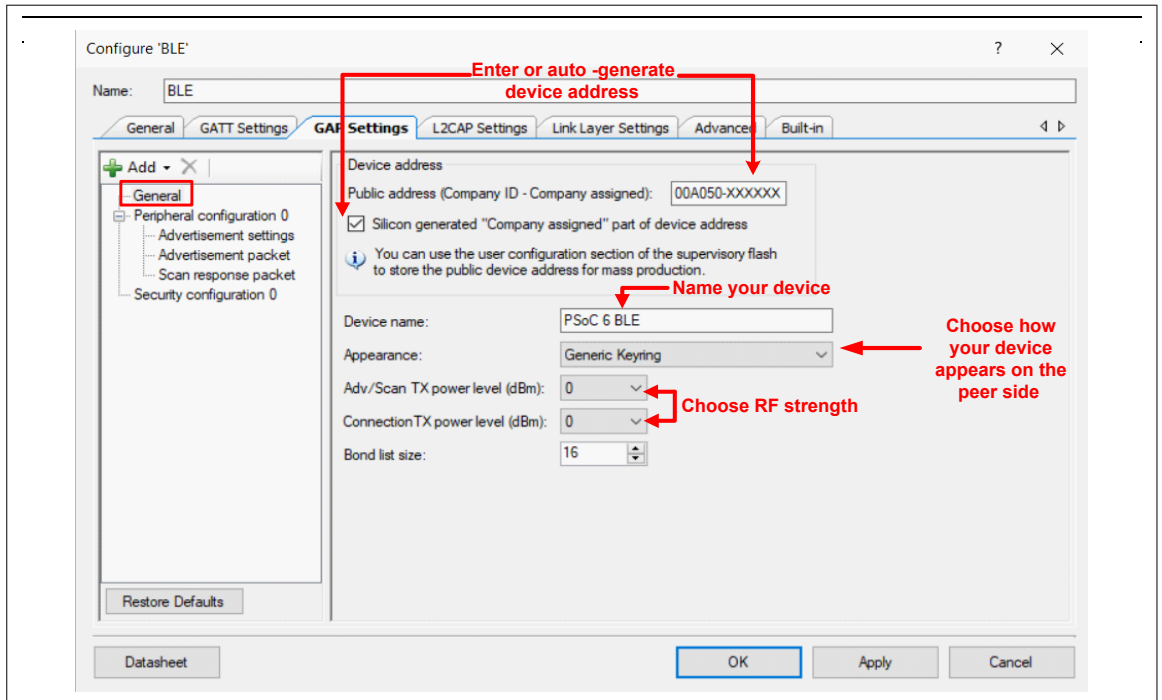 Configure 'BLE'
?
Enter or auto -generate
device address
Name:
BLE
General
GATT Settings
GAP Settings
L2CAP Settings
Link Layer Settings
Advanced
Built-in
Add
General
Peripheral configuration 0
Advertisement settings
Advertisement packet
Scan response packet
Security configuration 0
Device address
Public address (Company ID - Company assigned):
00A050-XXXXXX
Silicon generated "Company assigned" part of device address
You can use the user configuration section of the supervisory flash
to store the public device address for mass production.
Name your device
Device name:
PSoC 6 BLE
Appearance:
Generic Keyring
Choose how
your device
appears on the
peer side
Adv/Scan TX power level (dBm):
0
Choose RF strength
Connection TX power level (dBm):
0
Bond list size:
16
Restore Defaults
Datasheet
OK
Apply
Cancel